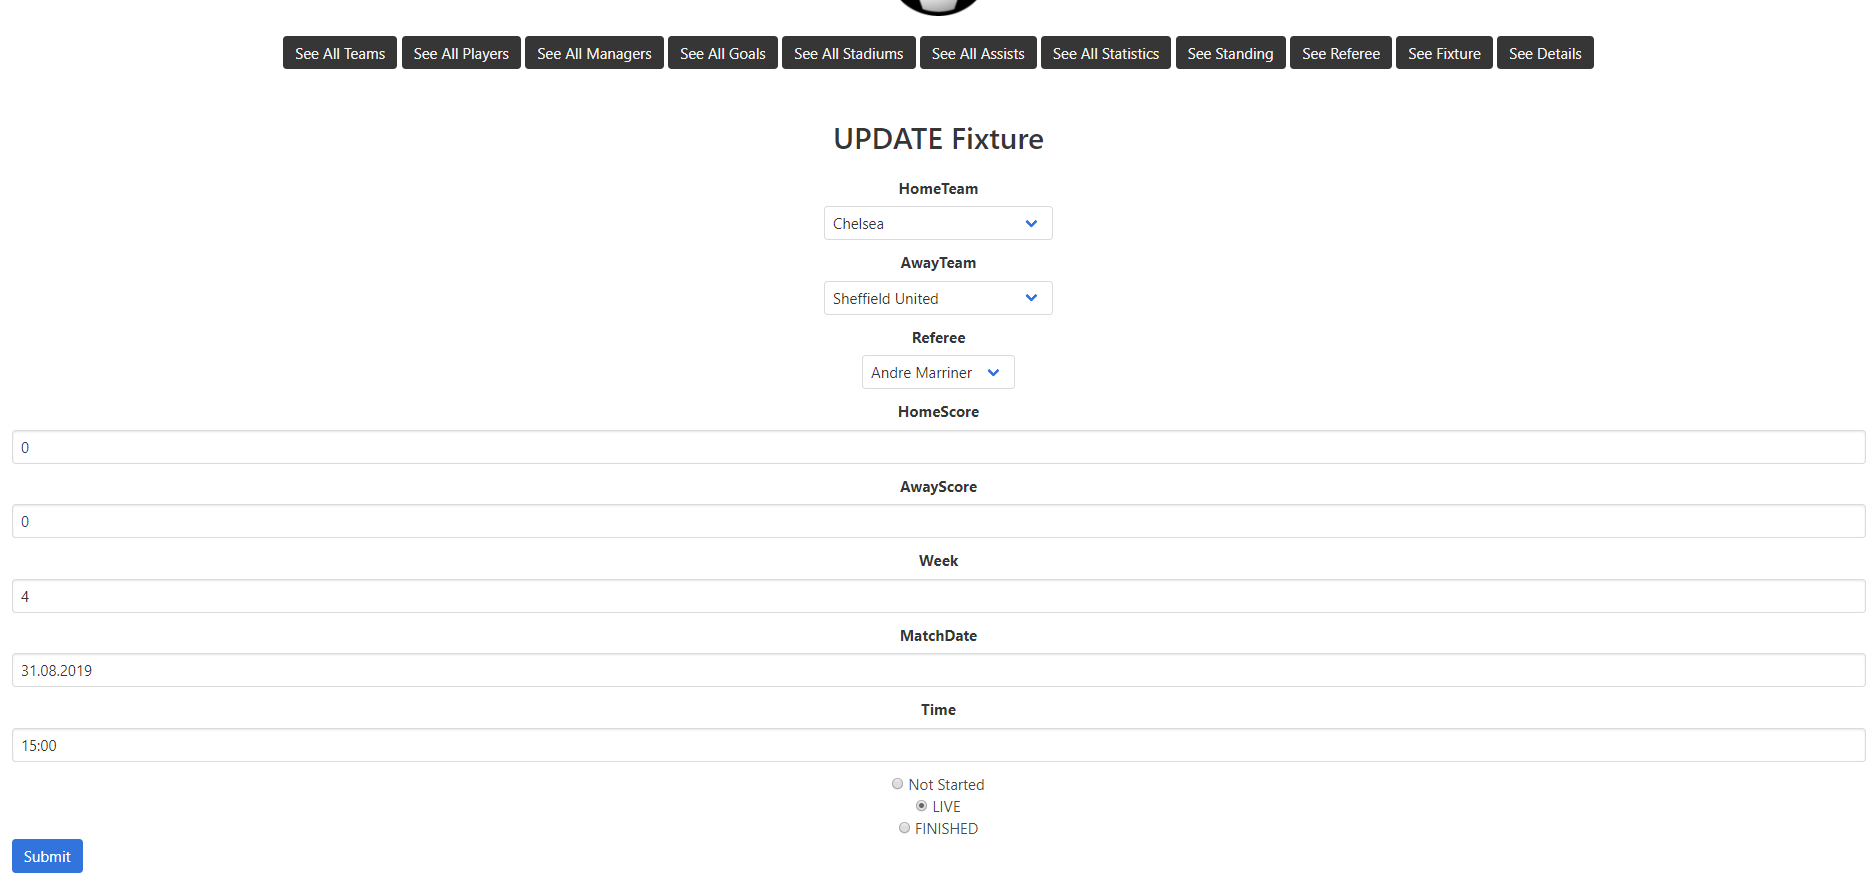 See All Teams See All Players See All Managers See All Goals See All Stadiums See All Assists See All Statistics See Standing See Referee See Fixture See Details
UPDATE Fixture
HomeTeam
Chelsea
AwayTeam
Sheffield United
Referee
Andre Marriner
HomeScore
0
AwayScore
0
Week
4
MatchDate
31.08.2019
Time
15:00
Not Started
LIVE
FINISHED
Submit